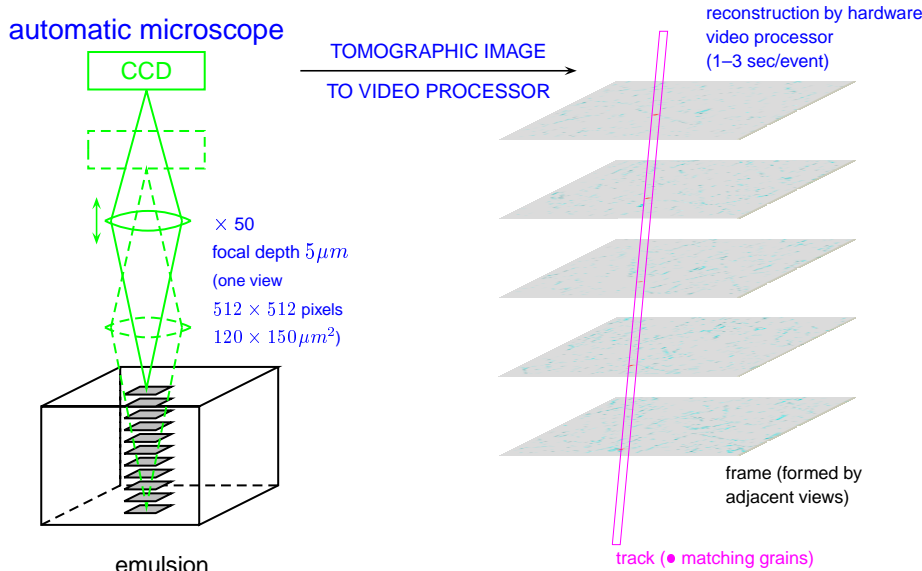 automatic microscope
CCD
× 50
focal depth 5μm
(one view
512 × 512 pixels
120 × 150μm²)
emulsion
TOMOGRAPHIC IMAGE
TO VIDEO PROCESSOR
reconstruction by hardware
video processor
(1–3 sec/event)
frame (formed by
adjacent views)
track (● matching grains)